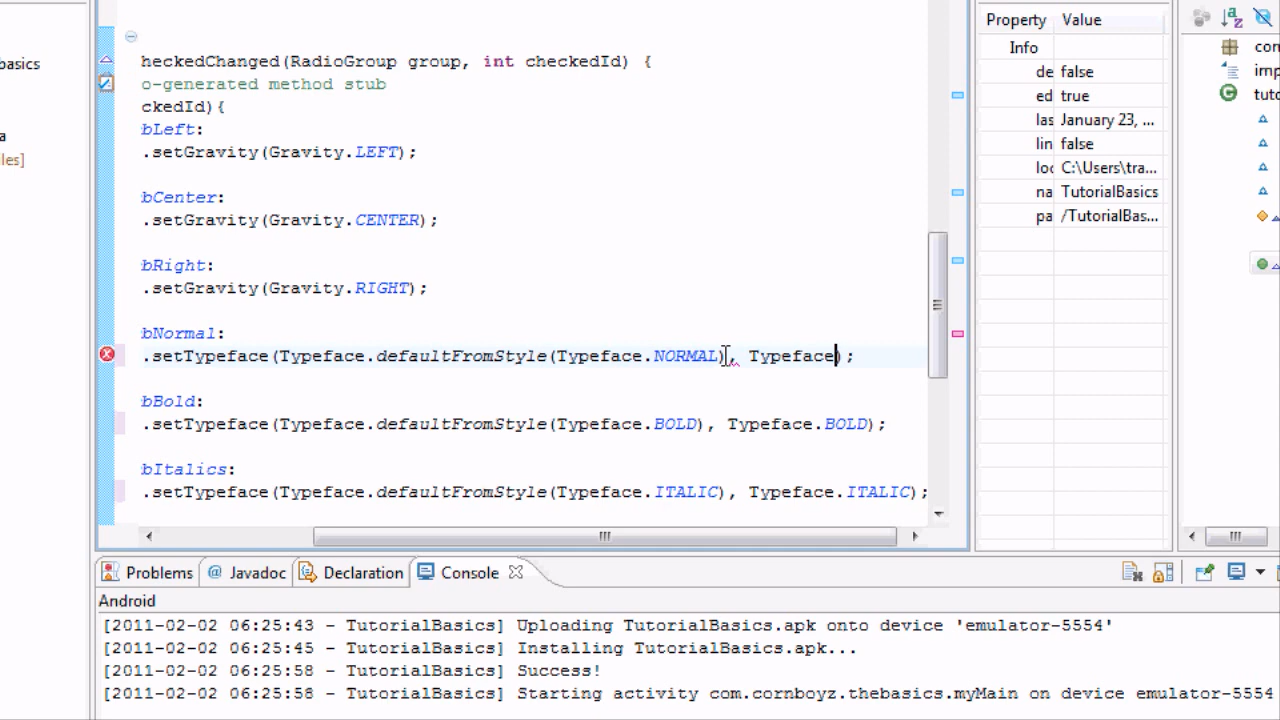 basics
a
les]
heckedChanged(RadioGroup group, int checkedId) {
o-generated method stub
ckedId){
bLeft:
.setGravity(Gravity.LEFT);
bCenter:
.setGravity(Gravity.CENTER);
bRight:
.setGravity(Gravity.RIGHT);
bNormal:
.setTypeface(Typeface.defaultFromStyle(Typeface.NORMAL), Typeface);
bBold:
.setTypeface(Typeface.defaultFromStyle(Typeface.BOLD), Typeface.BOLD);
bItalics:
.setTypeface(Typeface.defaultFromStyle(Typeface.ITALIC), Typeface.ITALIC);
Property Value
Info
de false
ed true
las January 23, ...
lin false
loc C:\Users\tra...
na TutorialBasics
pa /TutorialBas...
com
imp
tuto
Problems Javadoc Declaration Console
Android
[2011-02-02 06:25:43 - TutorialBasics] Uploading TutorialBasics.apk onto device 'emulator-5554'
[2011-02-02 06:25:45 - TutorialBasics] Installing TutorialBasics.apk...
[2011-02-02 06:25:58 - TutorialBasics] Success!
[2011-02-02 06:25:58 - TutorialBasics] Starting activity com.cornboyz.thebasics.myMain on device emulator-5554